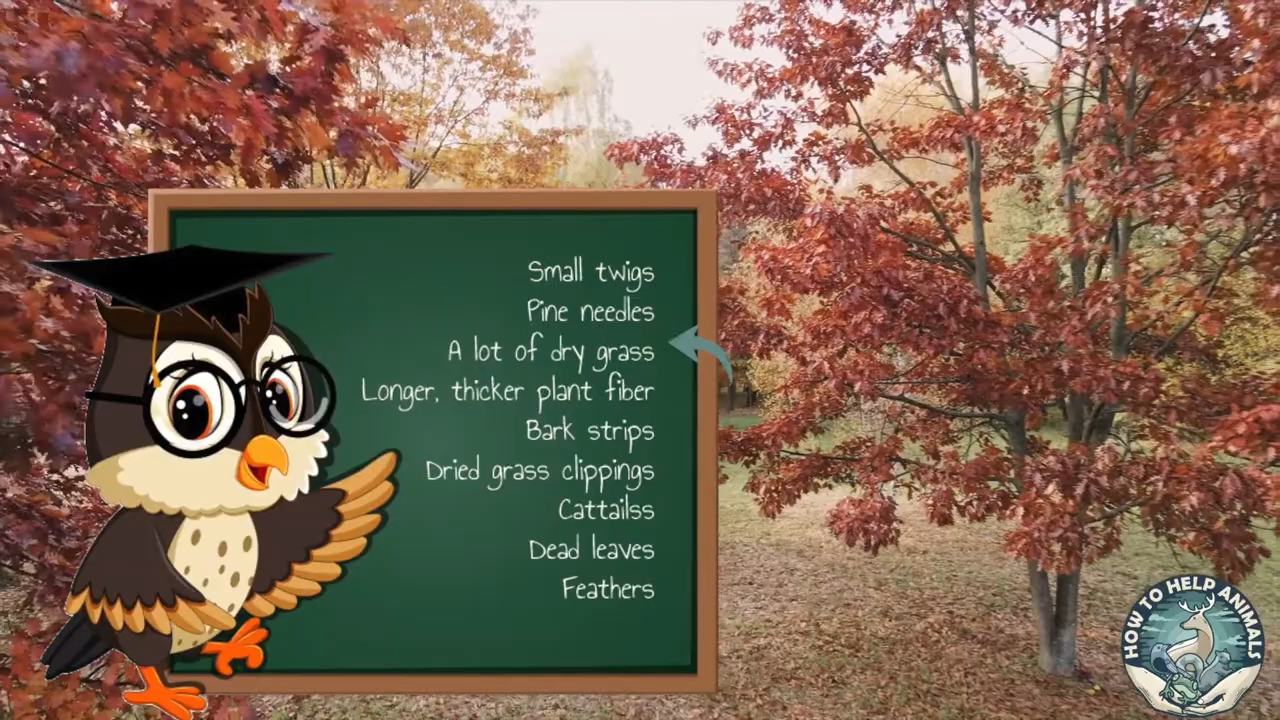 Small twigs
Pine needles
A lot of dry grass
Longer, thicker plant fiber
Bark strips
Dried grass clippings
Cattailss
Dead leaves
Feathers
HOW TO HELP ANIMALS